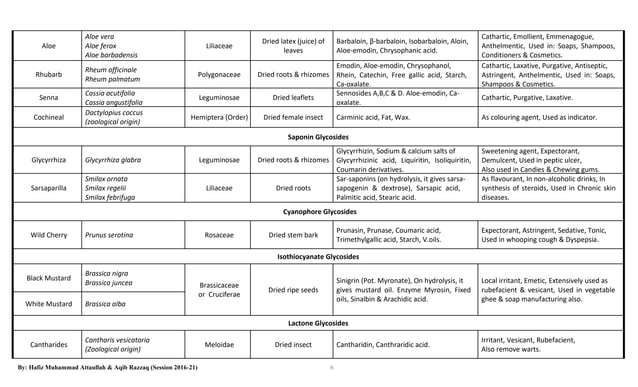 Aloe
Aloe vera
Aloe ferox
Aloe barbadensis
Liliaceae
Dried latex (juice) of
leaves
Barbaloin, β-barbaloin, Isobarbaloin, Aloin,
Aloe-emodin, Chrysophanic acid.
Cathartic, Emollient, Emmenagogue,
Anthelmentic, Used in: Soaps, Shampoos,
Conditioners & Cosmetics.
Rhubarb
Rheum officinale
Rheum palmatum
Polygonaceae
Dried roots & rhizomes
Emodin, Aloe-emodin, Chrysophanol,
Rhein, Catechin, Free gallic acid, Starch,
Ca-oxalate.
Cathartic, Laxative, Purgative, Antiseptic,
Astringent, Anthelmentic, Used in: Soaps,
Shampoos & Cosmetics.
Senna
Cassia acutifolia
Cassia angustifolia
Leguminosae
Dried leaflets
Sennosides A,B,C & D. Aloe-emodin, Ca-
oxalate.
Cathartic, Purgative, Laxative.
Cochineal
Dactylopius coccus
(zoological origin)
Hemiptera (Order)
Dried female insect
Carminic acid, Fat, Wax.
As colouring agent, Used as indicator.
Saponin Glycosides
Glycyrrhiza
Glycyrrhiza glabra
Leguminosae
Dried roots & rhizomes
Glycyrrhizin, Sodium & calcium salts of
Glycyrrhizinic acid, Liquiritin, Isoliquiritin,
Coumarin derivatives.
Sweetening agent, Expectorant,
Demulcent, Used in peptic ulcer,
Also used in Candies & Chewing gums.
Sarsaparilla
Smilax ornata
Smilax regelii
Smilax febrifuga
Liliaceae
Dried roots
Sar-saponins (on hydrolysis, it gives sarsa-
sapogenin & dextrose), Sarsapic acid,
Palmitic acid, Stearic acid.
As flavourant, In non-alcoholic drinks, In
synthesis of steroids, Used in Chronic skin
diseases.
Cyanophore Glycosides
Wild Cherry
Prunus serotina
Rosaceae
Dried stem bark
Prunasin, Prunase, Coumaric acid,
Trimethylgallic acid, Starch, V.oils.
Expectorant, Astringent, Sedative, Tonic,
Used in whooping cough & Dyspepsia.
Isothiocyanate Glycosides
Black Mustard
Brassica nigra
Brassica juncea
Brassicaceae
or Cruciferae
Dried ripe seeds
Sinigrin (Pot. Myronate), On hydrolysis, it
gives mustard oil. Enzyme Myrosin, Fixed
oils, Sinalbin & Arachidic acid.
Local irritant, Emetic, Extensively used as
rubefacient & vesicant, Used in vegetable
ghee & soap manufacturing also.
White Mustard
Brassica alba
Lactone Glycosides
Cantharides
Cantharis vesicatoria
(Zoological origin)
Meloidae
Dried insect
Cantharidin, Canthraridic acid.
Irritant, Vesicant, Rubefacient,
Also remove warts.
By: Hafiz Muhammad Attaullah & Aqib Razzaq (Session 2016-21)